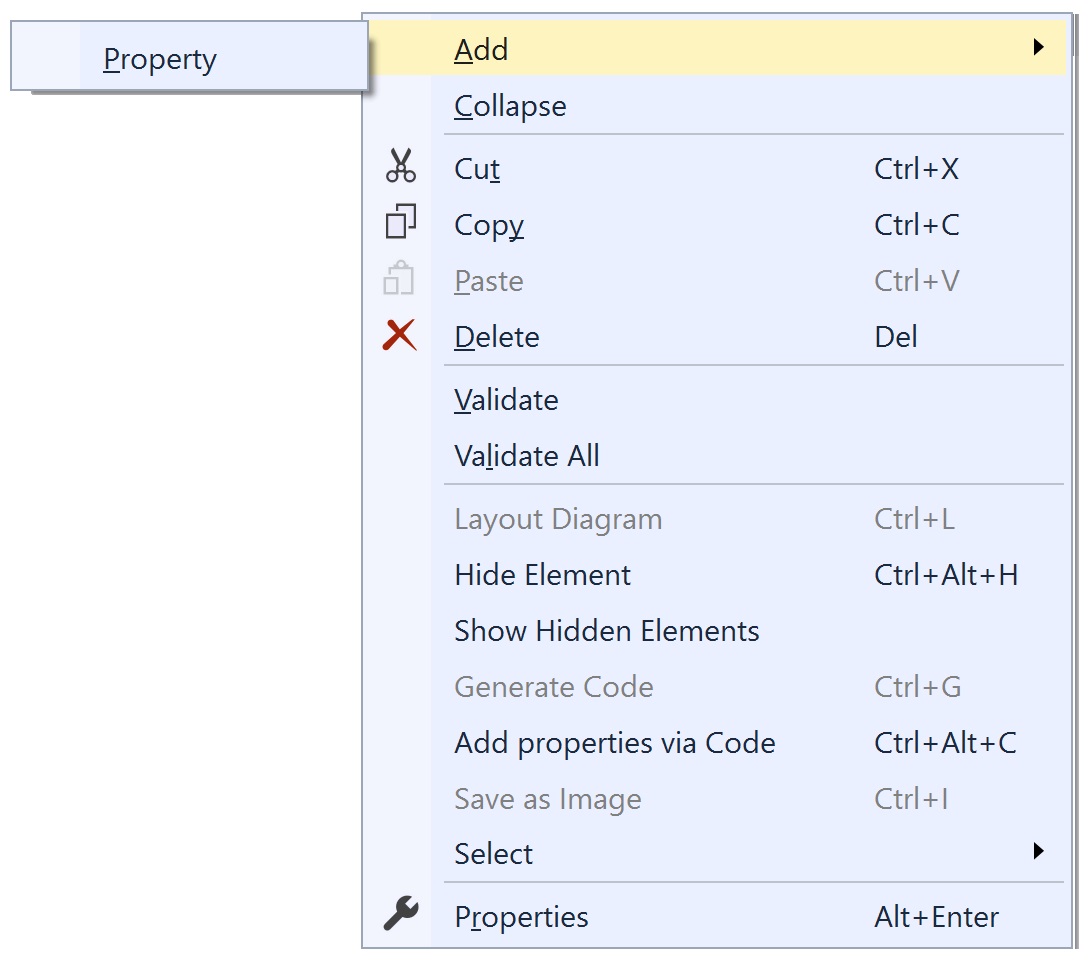 Property
Add
Collapse
Cut Ctrl+X
Copy Ctrl+C
Paste Ctrl+V
Delete Del
Validate
Validate All
Layout Diagram Ctrl+L
Hide Element Ctrl+Alt+H
Show Hidden Elements
Generate Code Ctrl+G
Add properties via Code Ctrl+Alt+C
Save as Image Ctrl+I
Select
Properties Alt+Enter